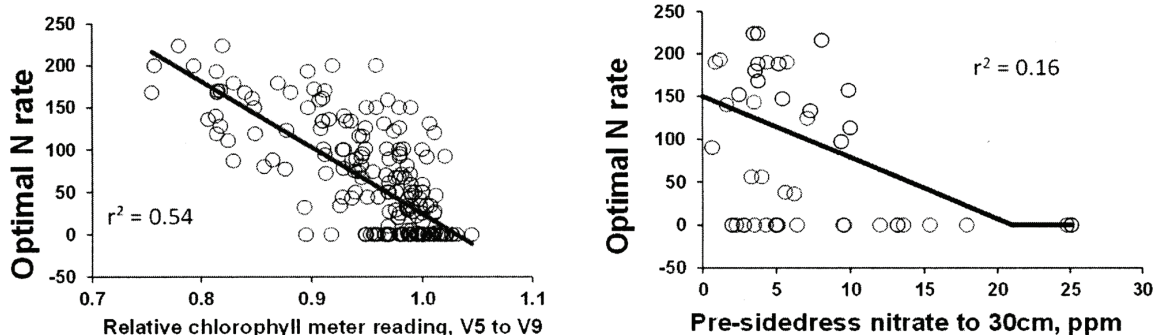 250
200
150
100
50
0
-50
Optimal N rate
r² = 0.54
0.7 0.8 0.9 1.0 1.1
Relative chlorophyll meter reading, V5 to V9
250
200
150
100
50
0
-50
Optimal N rate
r² = 0.16
0 5 10 15 20 25 30
Pre-sidedress nitrate to 30cm, ppm